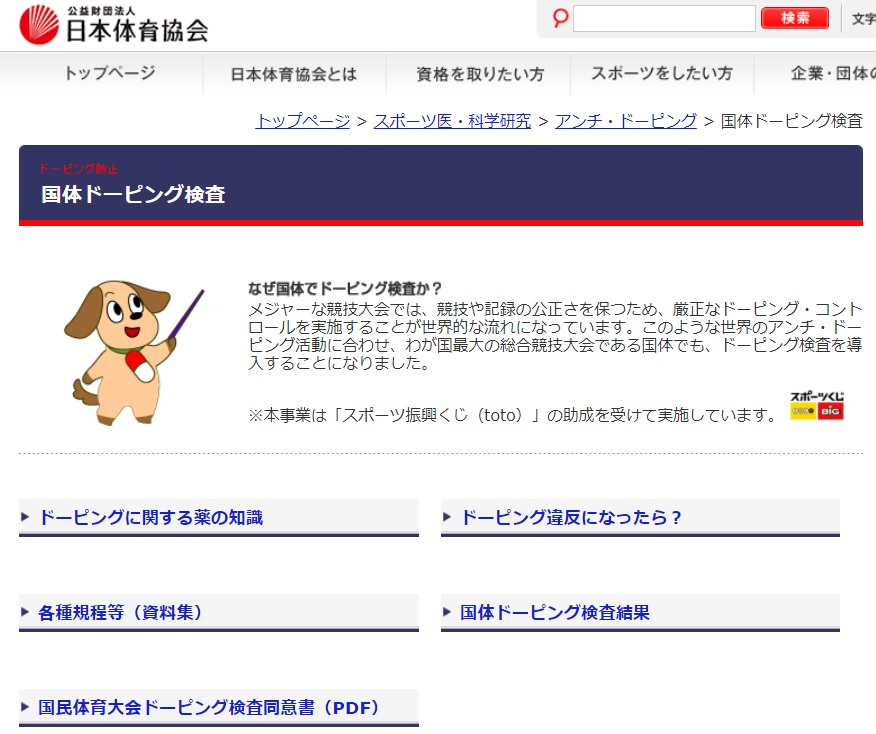 公益財団法人
日本体育協会
検索
文字
トップページ
日本体育協会とは
資格を取りたい方
スポーツをしたい方
企業・団体の
トップページ > スポーツ医・科学研究 > アンチ・ドーピング > 国体ドーピング検査
ドーピング防止
国体ドーピング検査
なぜ国体でドーピング検査か？
メジャーな競技大会では、競技や記録の公正さを保つため、厳正なドーピング・コント
ロールを実施することが世界的な流れになっています。このような世界のアンチ・ドー
ピング活動に合わせ、わが国最大の総合競技大会である国体でも、ドーピング検査を導
入することになりました。
※本事業は「スポーツ振興くじ（toto）」の助成を受けて実施しています。
スポーツくじ
BIG
ドーピングに関する薬の知識
ドーピング違反になったら？
各種規程等（資料集）
国体ドーピング検査結果
国民体育大会ドーピング検査同意書（PDF）